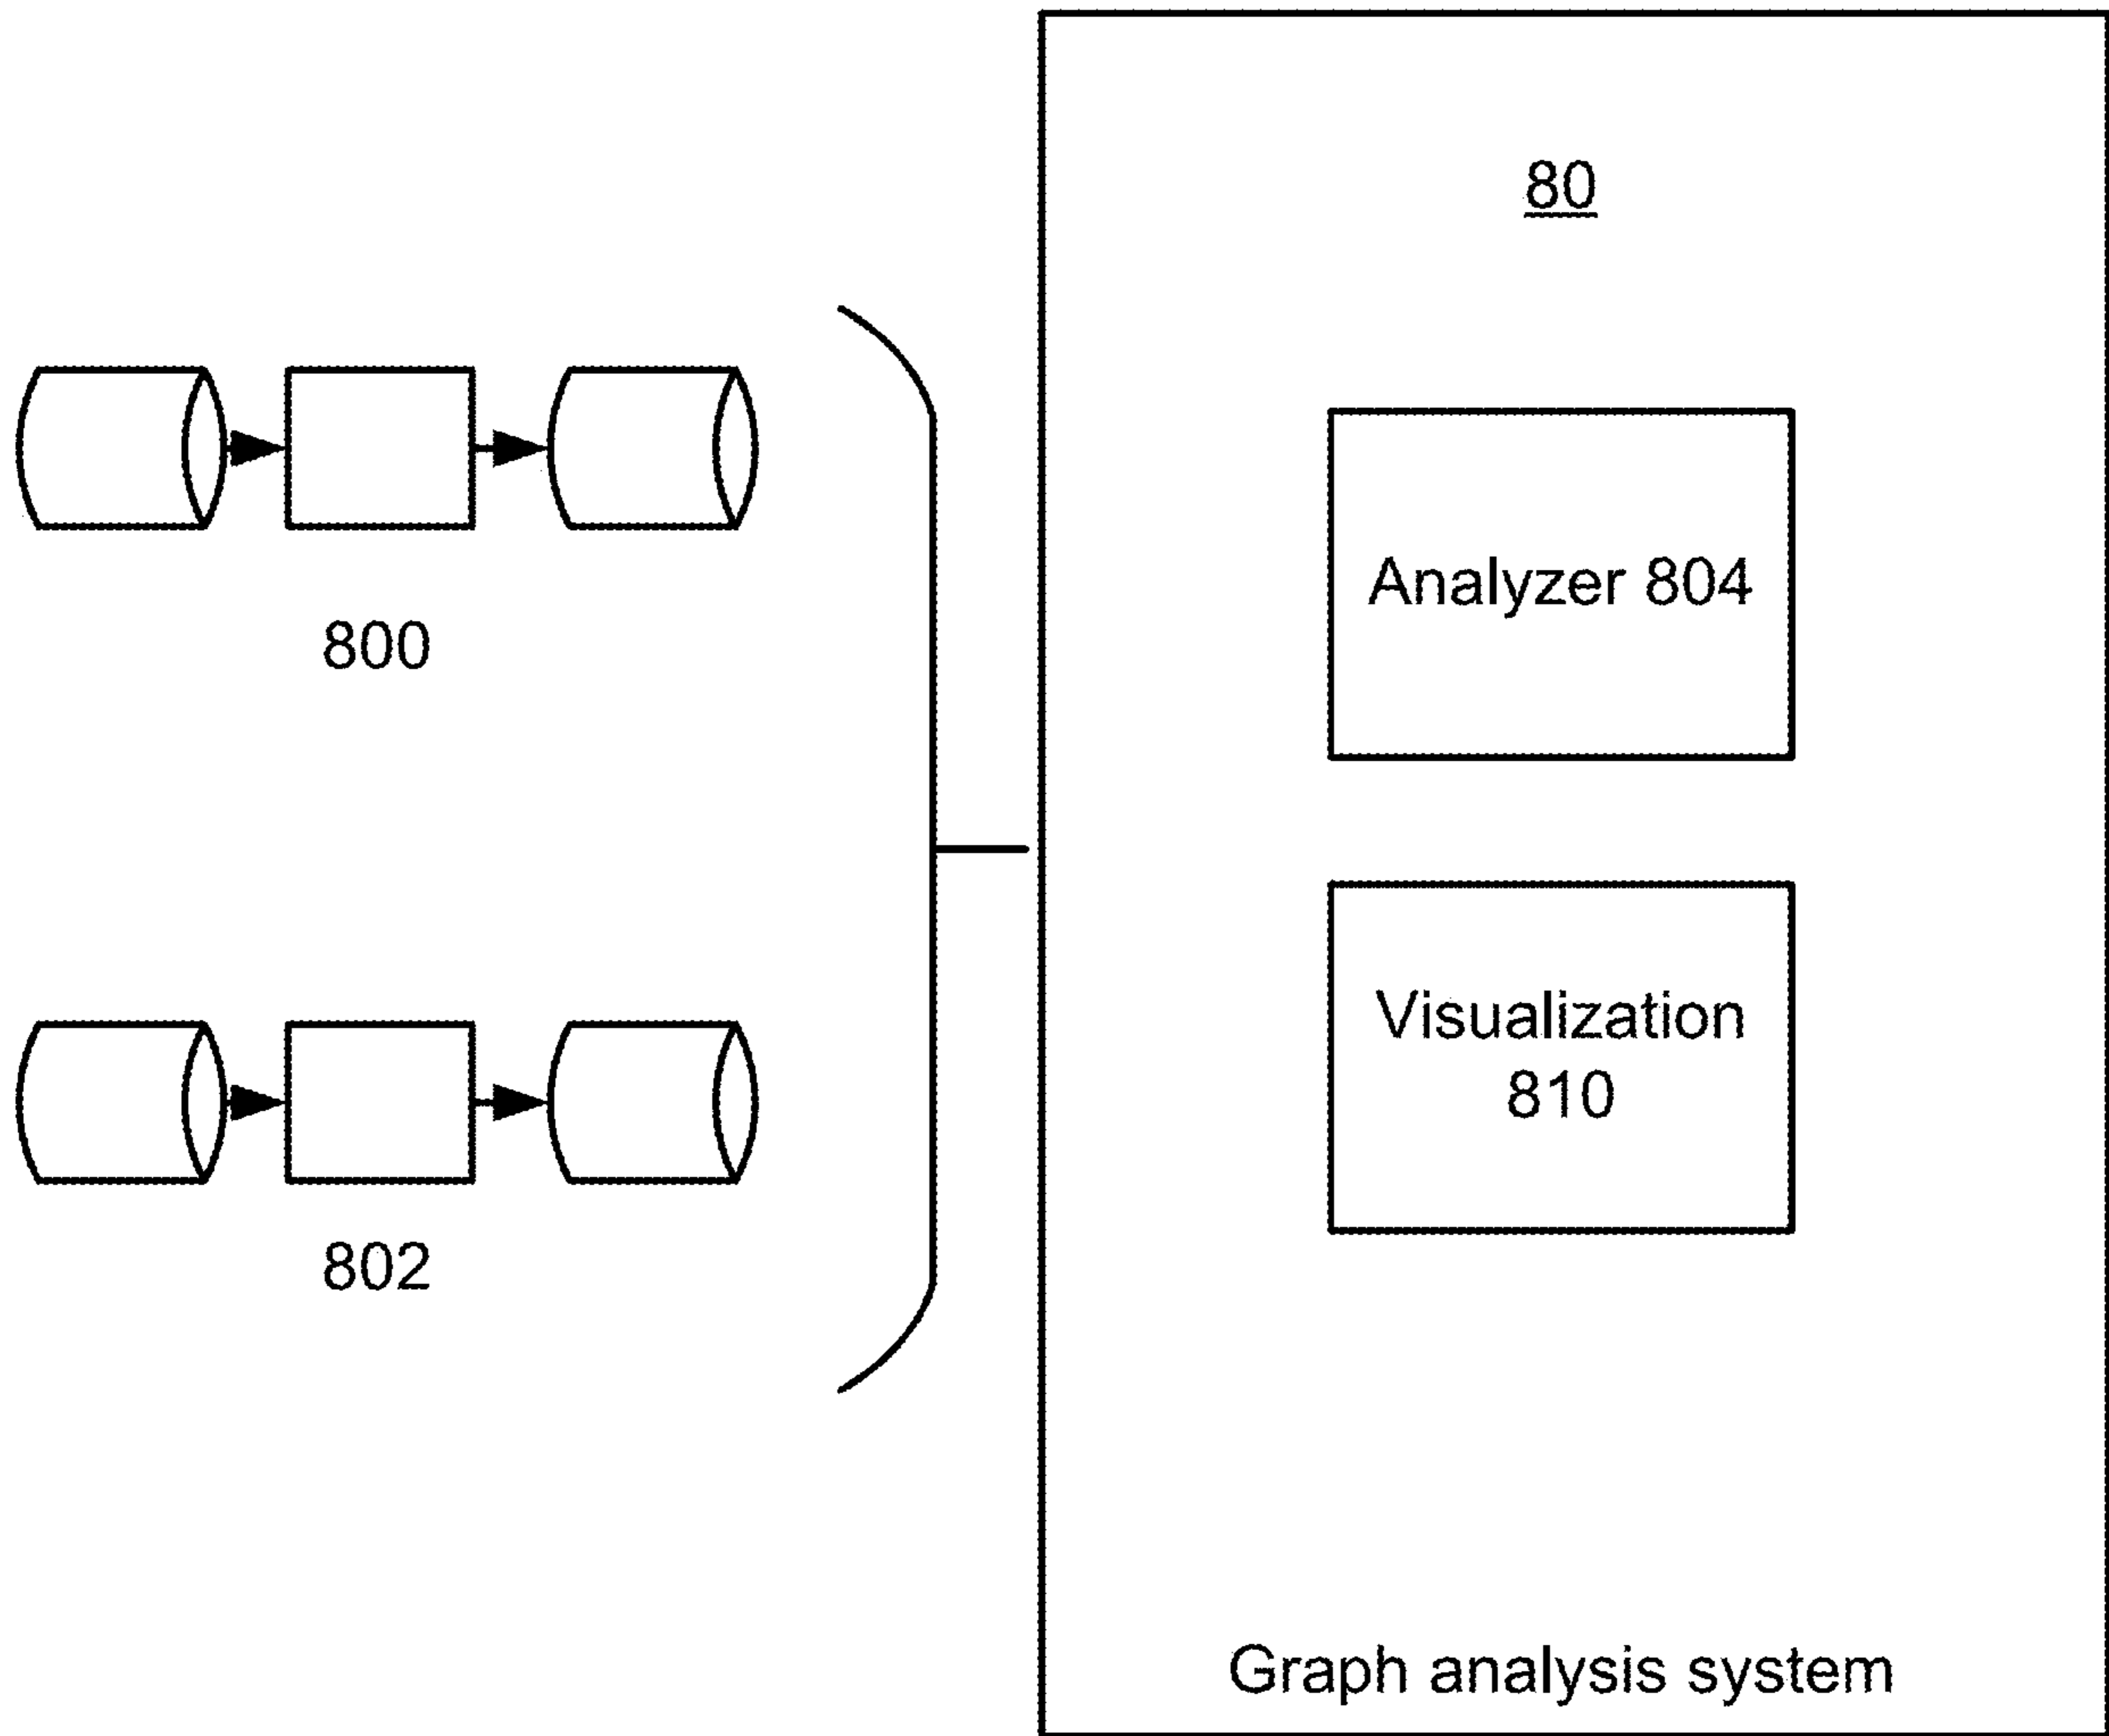 80
800
Analyzer 804
802
Visualization
810
Graph analysis system